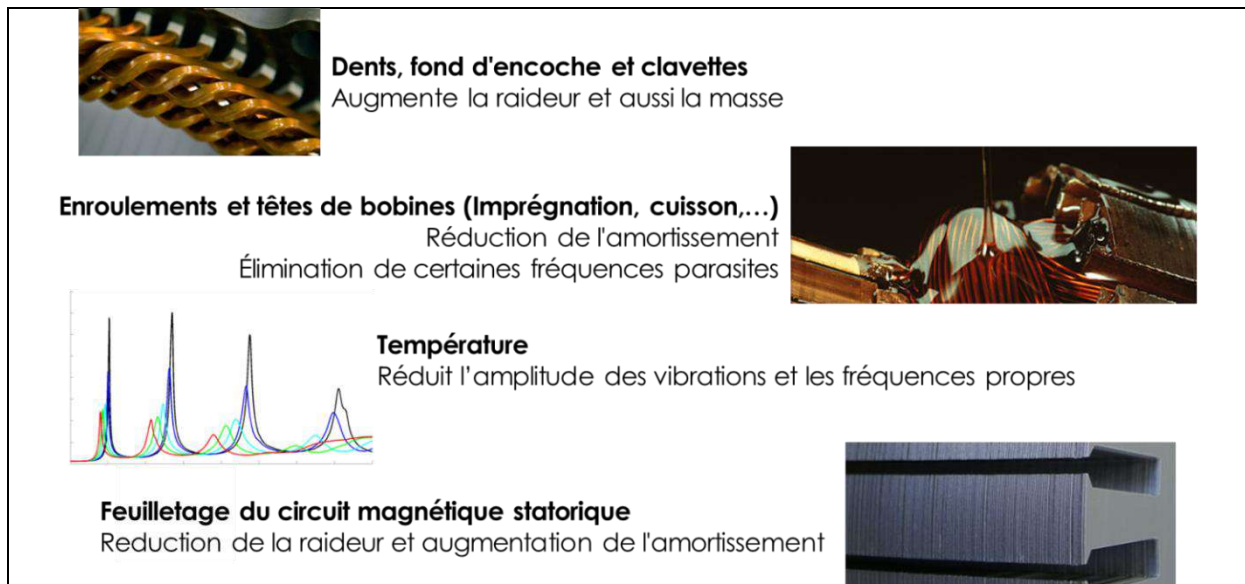 Dents, fond d'encoche et clavettes
Augmente la raideur et aussi la masse
Enroulements et têtes de bobines (Imprégnation, cuisson,…)
Réduction de l'amortissement
Élimination de certaines fréquences parasites
Température
Réduit l'amplitude des vibrations et les fréquences propres
Feuilletage du circuit magnétique statorique
Reduction de la raideur et augmentation de l'amortissement